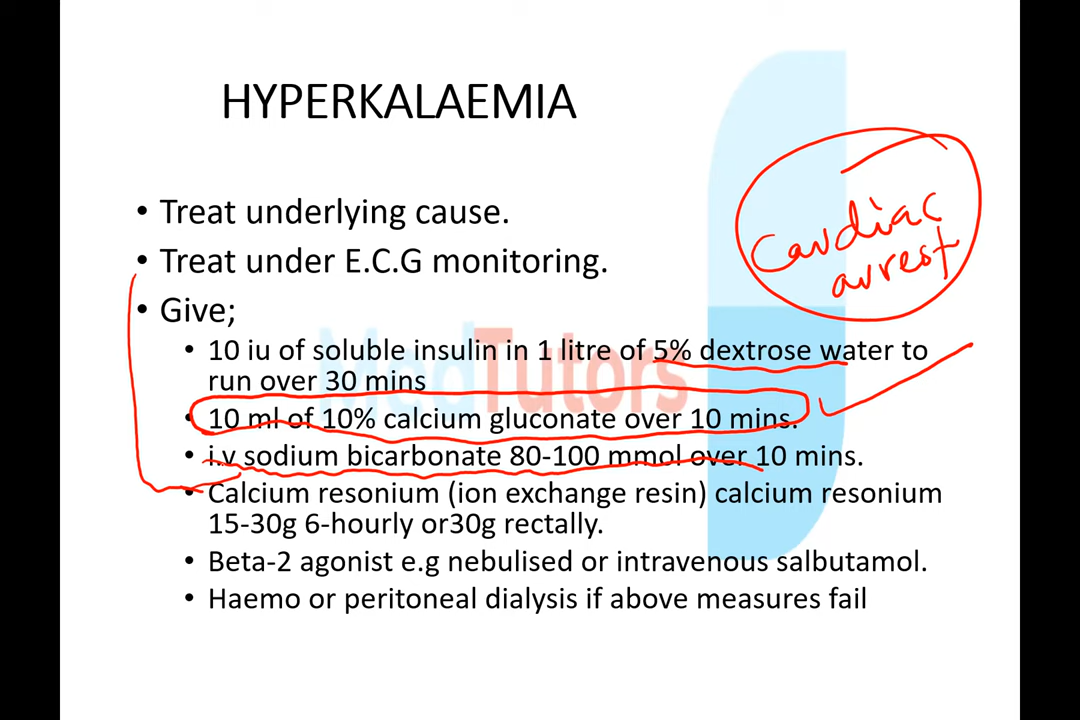 HYPERKALAEMIA
• Treat underlying cause.
• Treat under E.C.G monitoring.
• Give;
• 10 iu of soluble insulin in 1 litre of 5% dextrose water to
run over 30 mins
• 10 ml of 10% calcium gluconate over 10 mins.
• i.v sodium bicarbonate 80-100 mmol over 10 mins.
• Calcium resonium (ion exchange resin) calcium resonium
15-30g 6-hourly or30g rectally.
• Beta-2 agonist e.g nebulised or intravenous salbutamol.
• Haemo or peritoneal dialysis if above measures fail
Cardiac
arrest
MedTutors